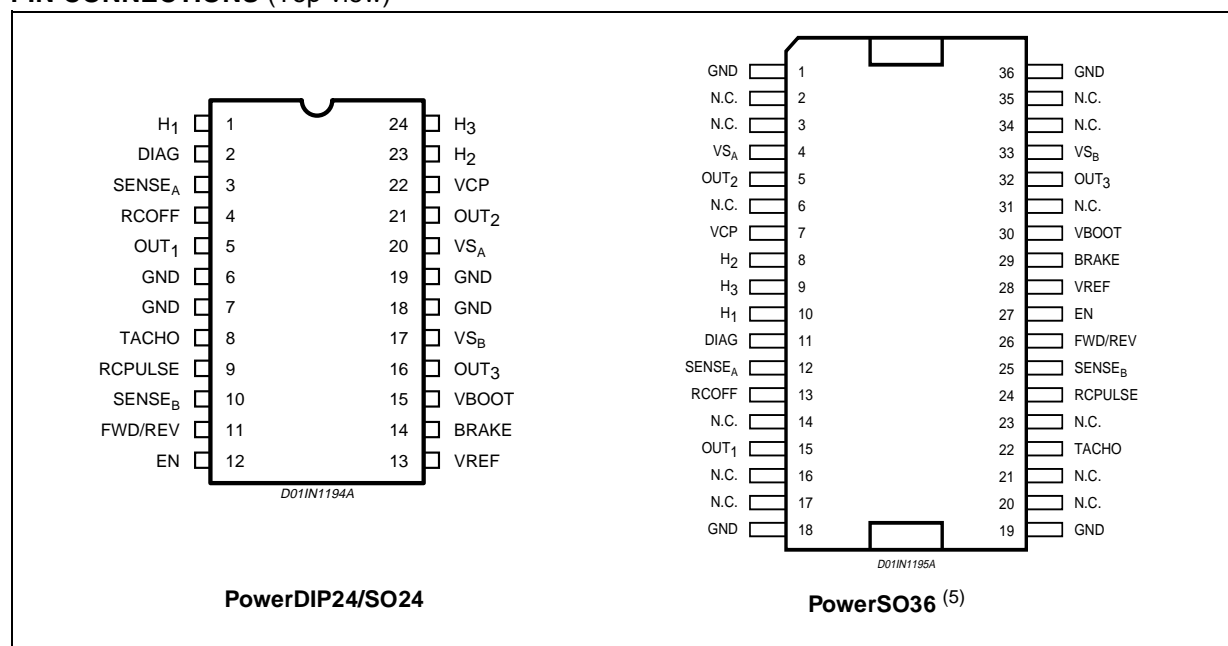 PIN CONNECTIONS (Top view)
H1 1 24 H3
DIAG 2 23 H2
SENSEA 3 22 VCP
RCOFF 4 21 OUT2
OUT1 5 20 VSA
GND 6 19 GND
GND 7 18 GND
TACHO 8 17 VSB
RCPULSE 9 16 OUT3
SENSEB 10 15 VBOOT
FWD/REV 11 14 BRAKE
EN 12 13 VREF
D01IN1194A
PowerDIP24/SO24
GND 1 36 GND
N.C. 2 35 N.C.
N.C. 3 34 N.C.
VSA 4 33 VSB
OUT2 5 32 OUT3
N.C. 6 31 N.C.
VCP 7 30 VBOOT
H2 8 29 BRAKE
H3 9 28 VREF
H1 10 27 EN
DIAG 11 26 FWD/REV
SENSEA 12 25 SENSEB
RCOFF 13 24 RCPULSE
N.C. 14 23 N.C.
OUT1 15 22 TACHO
N.C. 16 21 N.C.
N.C. 17 20 N.C.
GND 18 19 GND
D01IN1195A
PowerSO36 (5)